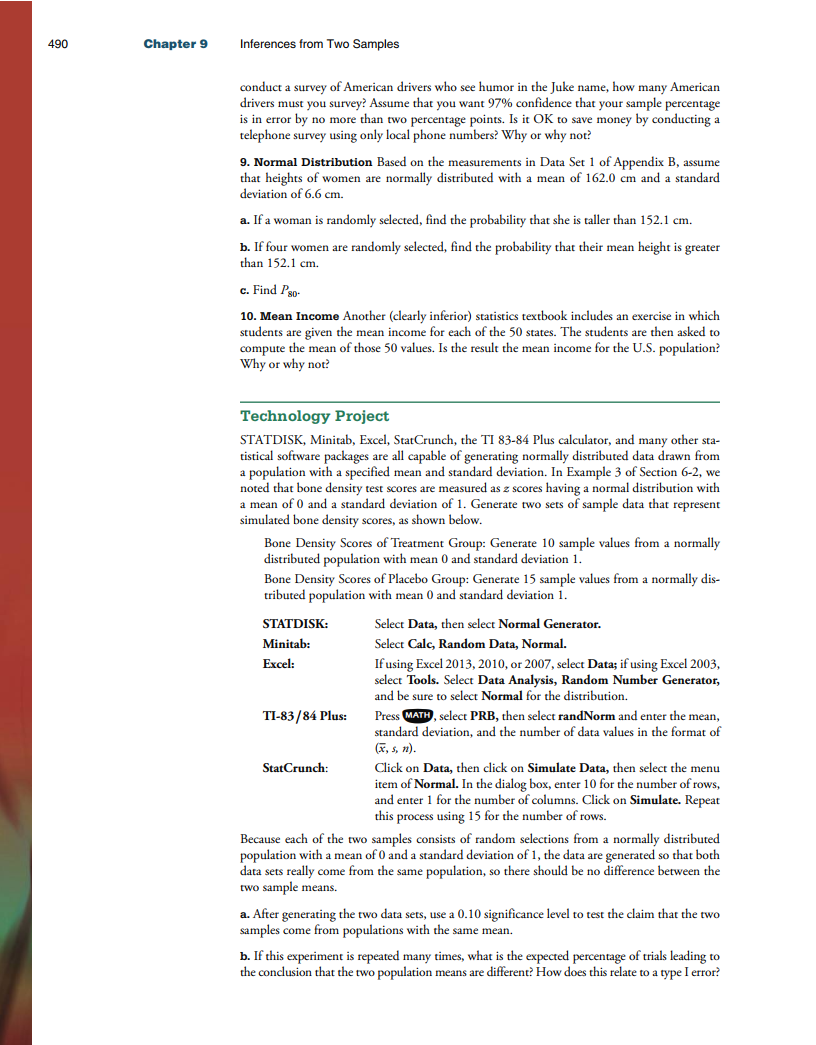 490 Chapter 9 Inferences from Two Samples
conduct a survey of American drivers who see humor in the Juke name, how many American
drivers must you survey? Assume that you want 97% confidence that your sample percentage
is in error by no more than two percentage points. Is it OK to save money by conducting a
telephone survey using only local phone numbers? Why or why not?
9. Normal Distribution Based on the measurements in Data Set 1 of Appendix B, assume
that heights of women are normally distributed with a mean of 162.0 cm and a standard
deviation of 6.6 cm.
a. If a woman is randomly selected, find the probability that she is taller than 152.1 cm.
b. If four women are randomly selected, find the probability that their mean height is greater
than 152.1 cm.
c. Find P₈₀.
10. Mean Income Another (clearly inferior) statistics textbook includes an exercise in which
students are given the mean income for each of the 50 states. The students are then asked to
compute the mean of those 50 values. Is the result the mean income for the U.S. population?
Why or why not?
Technology Project
STATDISK, Minitab, Excel, StatCrunch, the TI 83-84 Plus calculator, and many other sta-
tistical software packages are all capable of generating normally distributed data drawn from
a population with a specified mean and standard deviation. In Example 3 of Section 6-2, we
noted that bone density test scores are measured as z scores having a normal distribution with
a mean of 0 and a standard deviation of 1. Generate two sets of sample data that represent
simulated bone density scores, as shown below.
Bone Density Scores of Treatment Group: Generate 10 sample values from a normally
distributed population with mean 0 and standard deviation 1.
Bone Density Scores of Placebo Group: Generate 15 sample values from a normally dis-
tributed population with mean 0 and standard deviation 1.
STATDISK: Select Data, then select Normal Generator.
Minitab: Select Calc, Random Data, Normal.
Excel: If using Excel 2013, 2010, or 2007, select Data; if using Excel 2003,
select Tools. Select Data Analysis, Random Number Generator,
and be sure to select Normal for the distribution.
TI-83/84 Plus: Press MATH, select PRB, then select randNorm and enter the mean,
standard deviation, and the number of data values in the format of
(x̅, s, n).
StatCrunch: Click on Data, then click on Simulate Data, then select the menu
item of Normal. In the dialog box, enter 10 for the number of rows,
and enter 1 for the number of columns. Click on Simulate. Repeat
this process using 15 for the number of rows.
Because each of the two samples consists of random selections from a normally distributed
population with a mean of 0 and a standard deviation of 1, the data are generated so that both
data sets really come from the same population, so there should be no difference between the
two sample means.
a. After generating the two data sets, use a 0.10 significance level to test the claim that the two
samples come from populations with the same mean.
b. If this experiment is repeated many times, what is the expected percentage of trials leading to
the conclusion that the two population means are different? How does this relate to a type I error?